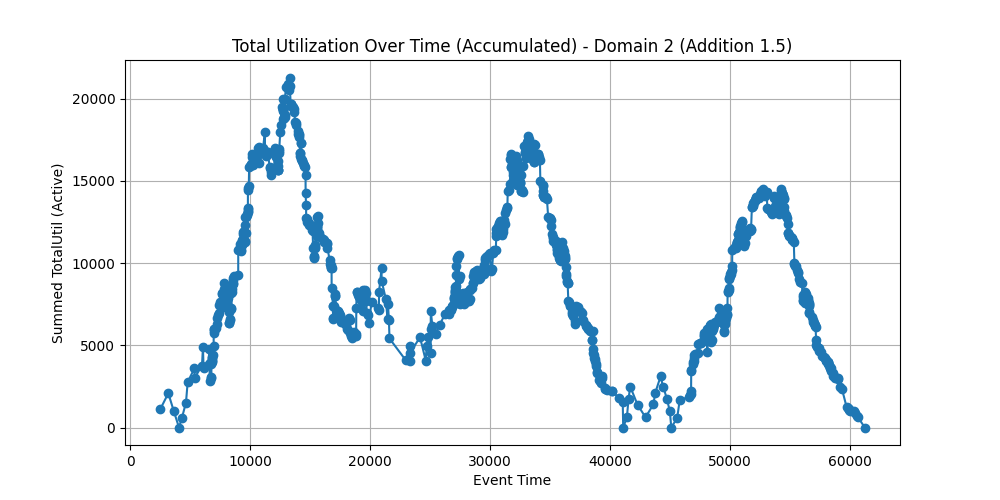 Total Utilization Over Time (Accumulated) - Domain 2 (Addition 1.5)
Summed TotalUtil (Active)
20000
15000
10000
5000
0
0 10000 20000 30000 40000 50000 60000
Event Time